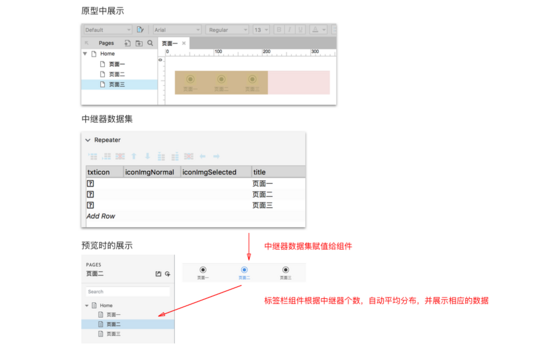 原型中展示
Default Arial Regular 13 B I U
Pages
页面一
0 100 200 300
Home
页面一
页面二
页面三
页面一 页面二 页面三
中继器数据集
Repeater
txticon iconImgNormal iconImgSelected title
页面一
页面二
页面三
Add Row
中继器数据集赋值给组件
预览时的展示
PAGES
页面二
页面一 页面二 页面三
Search
标签栏组件根据中继器个数，自动平均分布，并展示相应的数据
Home
页面一
页面二
页面三